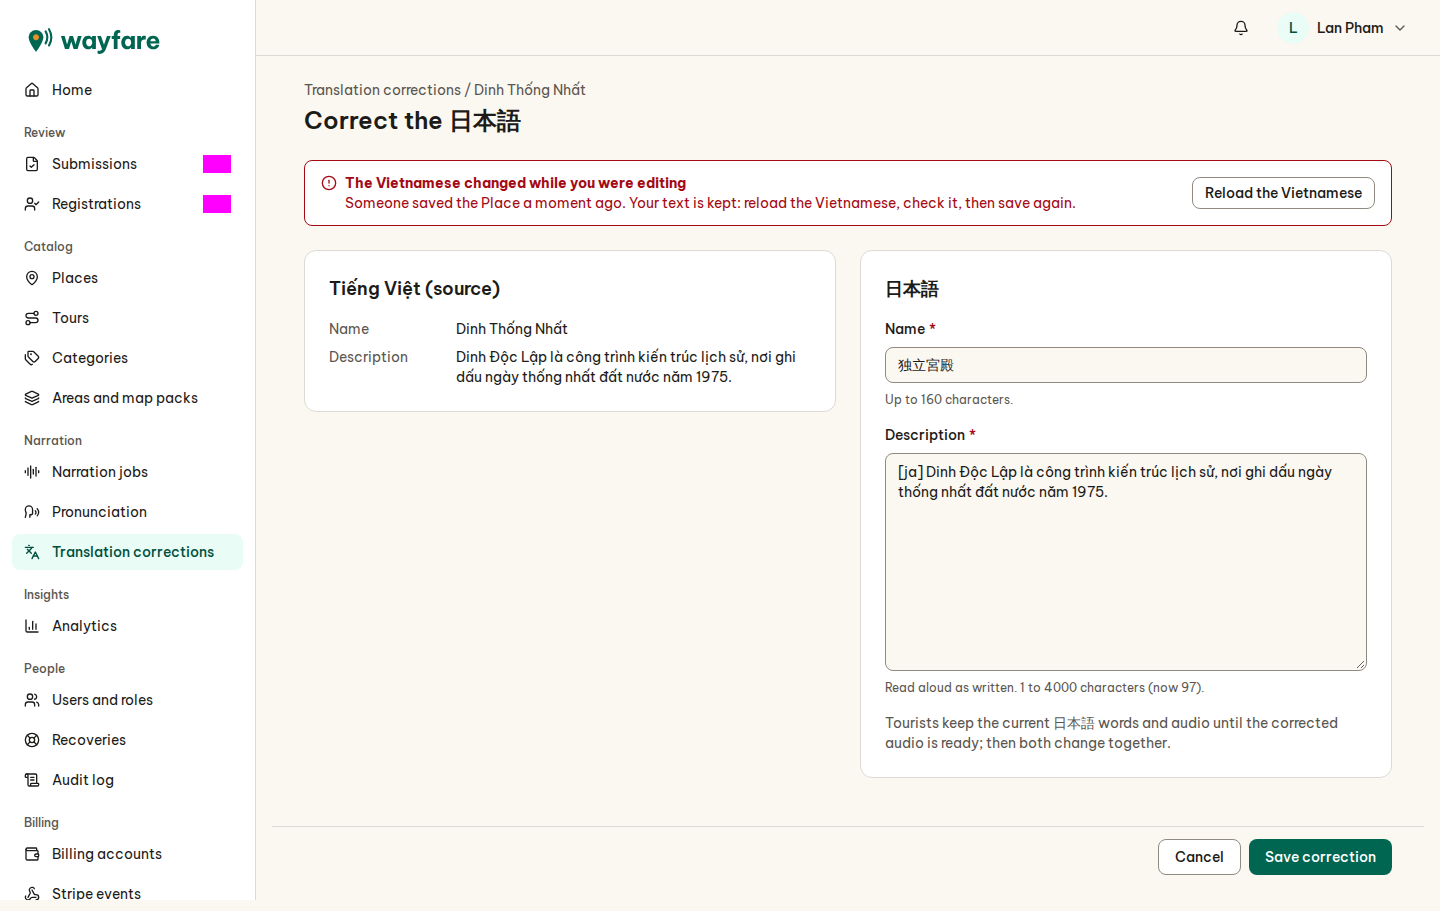 wayfare
Home
Review
Submissions
Registrations
Catalog
Places
Tours
Categories
Areas and map packs
Narration
Narration jobs
Pronunciation
Translation corrections
Insights
Analytics
People
Users and roles
Recoveries
Audit log
Billing
Billing accounts
Stripe events
L
Lan Pham
Translation corrections / Dinh Thống Nhất
Correct the 日本語
The Vietnamese changed while you were editing
Someone saved the Place a moment ago. Your text is kept: reload the Vietnamese, check it, then save again.
Reload the Vietnamese
Tiếng Việt (source)
Name
Dinh Thống Nhất
Description
Dinh Độc Lập là công trình kiến trúc lịch sử, nơi ghi
dấu ngày thống nhất đất nước năm 1975.
日本語
Name *
独立宮殿
Up to 160 characters.
Description *
[ja] Dinh Độc Lập là công trình kiến trúc lịch sử, nơi ghi dấu ngày
thống nhất đất nước năm 1975.
Read aloud as written. 1 to 4000 characters (now 97).
Tourists keep the current 日本語 words and audio until the corrected
audio is ready; then both change together.
Cancel
Save correction